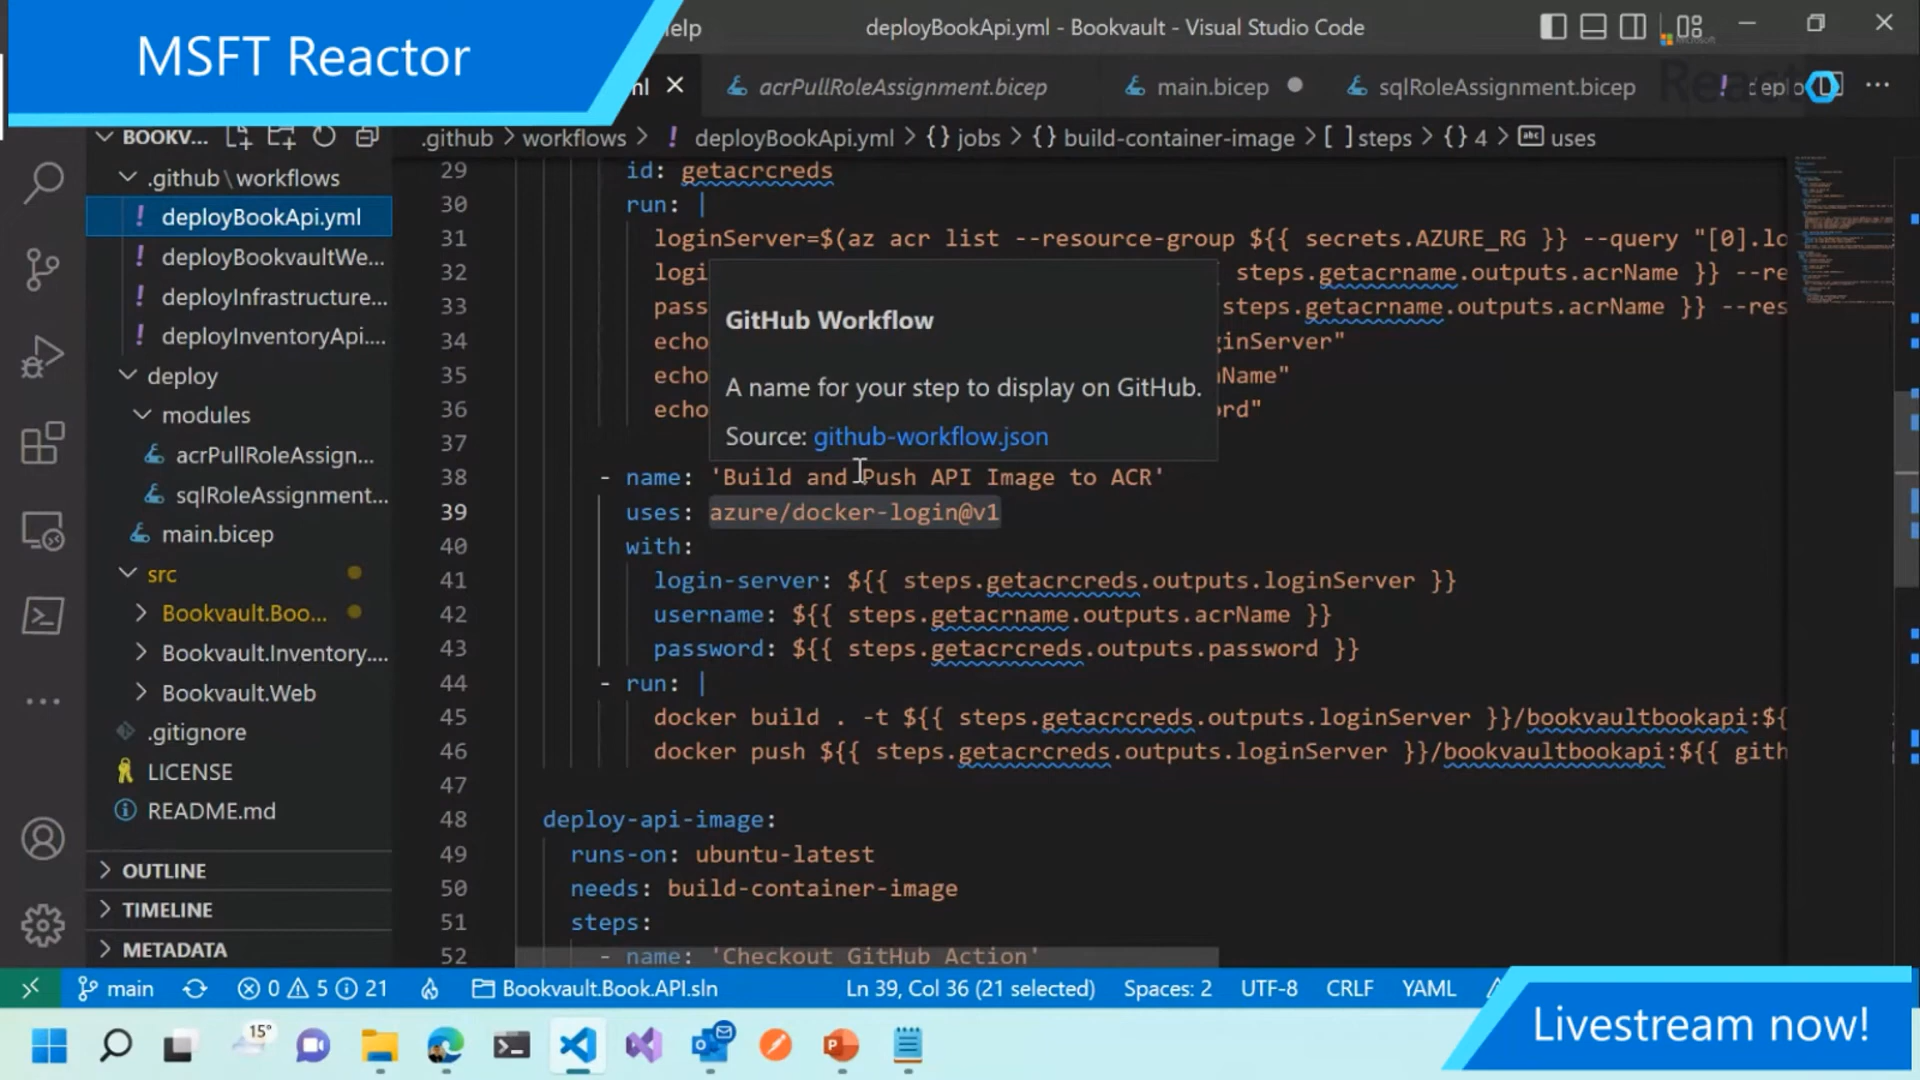 MSFT Reactor
elp
deployBookApi.yml - Bookvault - Visual Studio Code
Microsoft
Reactor
ml
acrPullRoleAssignment.bicep
main.bicep
sqlRoleAssignment.bicep
! deplo
BOOKV...
.github > workflows > ! deployBookApi.yml > {} jobs > {} build-container-image > [ ] steps > {} 4 > abc uses
.github\workflows
! deployBookApi.yml
! deployBookvaultWe...
! deployInfrastructure...
! deployInventoryApi....
deploy
modules
acrPullRoleAssign...
sqlRoleAssignment...
main.bicep
src
Bookvault.Boo...
Bookvault.Inventory....
Bookvault.Web
.gitignore
LICENSE
README.md
OUTLINE
TIMELINE
METADATA
29 id: getacrcreds
30 run: |
31 loginServer=$(az acr list --resource-group ${{ secrets.AZURE_RG }} --query "[0].lo
32 logi steps.getacrname.outputs.acrName }} --re
33 pass steps.getacrname.outputs.acrName }} --res
34 echo ginServer"
35 echo Name"
36 echo ord"
37
GitHub Workflow
A name for your step to display on GitHub.
Source: github-workflow.json
38 - name: 'Build and Push API Image to ACR'
39 uses: azure/docker-login@v1
40 with:
41 login-server: ${{ steps.getacrcreds.outputs.loginServer }}
42 username: ${{ steps.getacrname.outputs.acrName }}
43 password: ${{ steps.getacrcreds.outputs.password }}
44 - run: |
45 docker build . -t ${{ steps.getacrcreds.outputs.loginServer }}/bookvaultbookapi:${
46 docker push ${{ steps.getacrcreds.outputs.loginServer }}/bookvaultbookapi:${{ gith
47
48 deploy-api-image:
49 runs-on: ubuntu-latest
50 needs: build-container-image
51 steps:
52 - name: 'Checkout GitHub Action'
main
0 5 21
Bookvault.Book.API.sln
Ln 39, Col 36 (21 selected)
Spaces: 2
UTF-8
CRLF
YAML
15°
Livestream now!